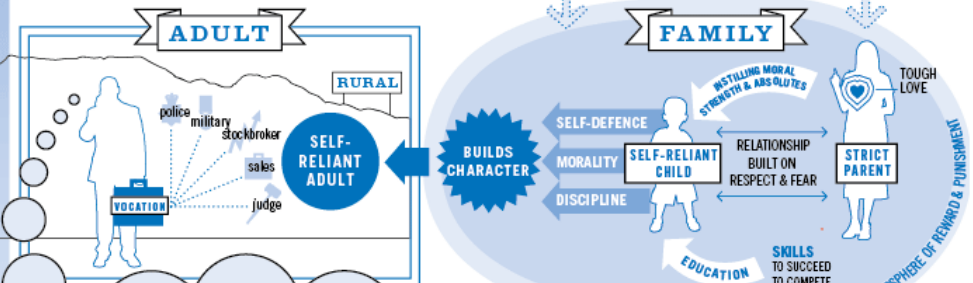 ADULT
RURAL
police
military
stockbroker
sales
judge
VOCATION
SELF-
RELIANT
ADULT
BUILDS
CHARACTER
FAMILY
INSTILLING MORAL
STRENGTH & ABSOLUTES
TOUGH
LOVE
SELF-DEFENCE
MORALITY
DISCIPLINE
SELF-RELIANT
CHILD
RELATIONSHIP
BUILT ON
RESPECT & FEAR
STRICT
PARENT
EDUCATION
SKILLS
TO SUCCEED
TO COMPETE
SPHERE OF REWARD & PUNISHMENT